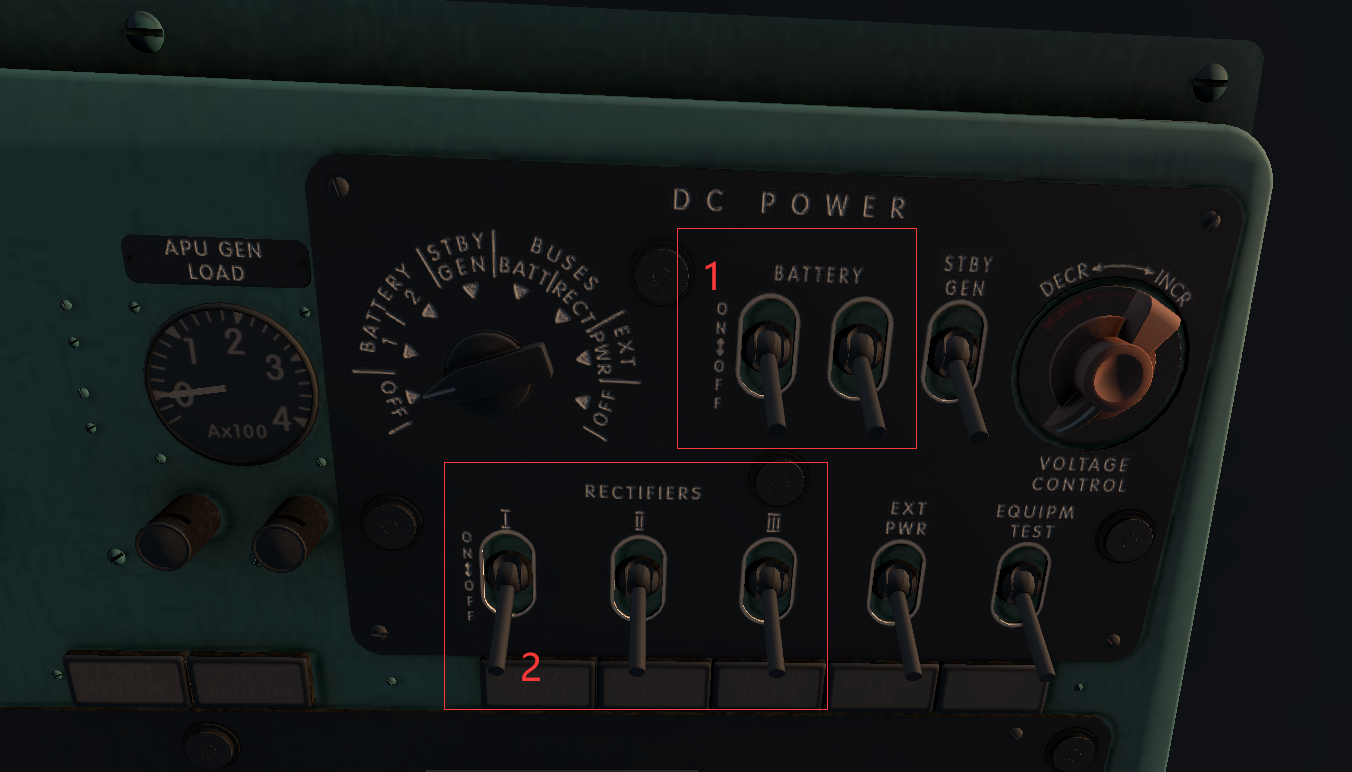 DC POWER
APU GEN
LOAD
1
2
3
0
4
Ax100
OFF
BATTERY
1
2
STBY
GEN
BUSES
BATT
RECT
EXT
PWR
OFF
1
BATTERY
ON↕OFF
STBY
GEN
DECR ↔ INCR
VOLTAGE
CONTROL
RECTIFIERS
I
II
III
ON↕OFF
2
EXT
PWR
EQUIPM
TEST